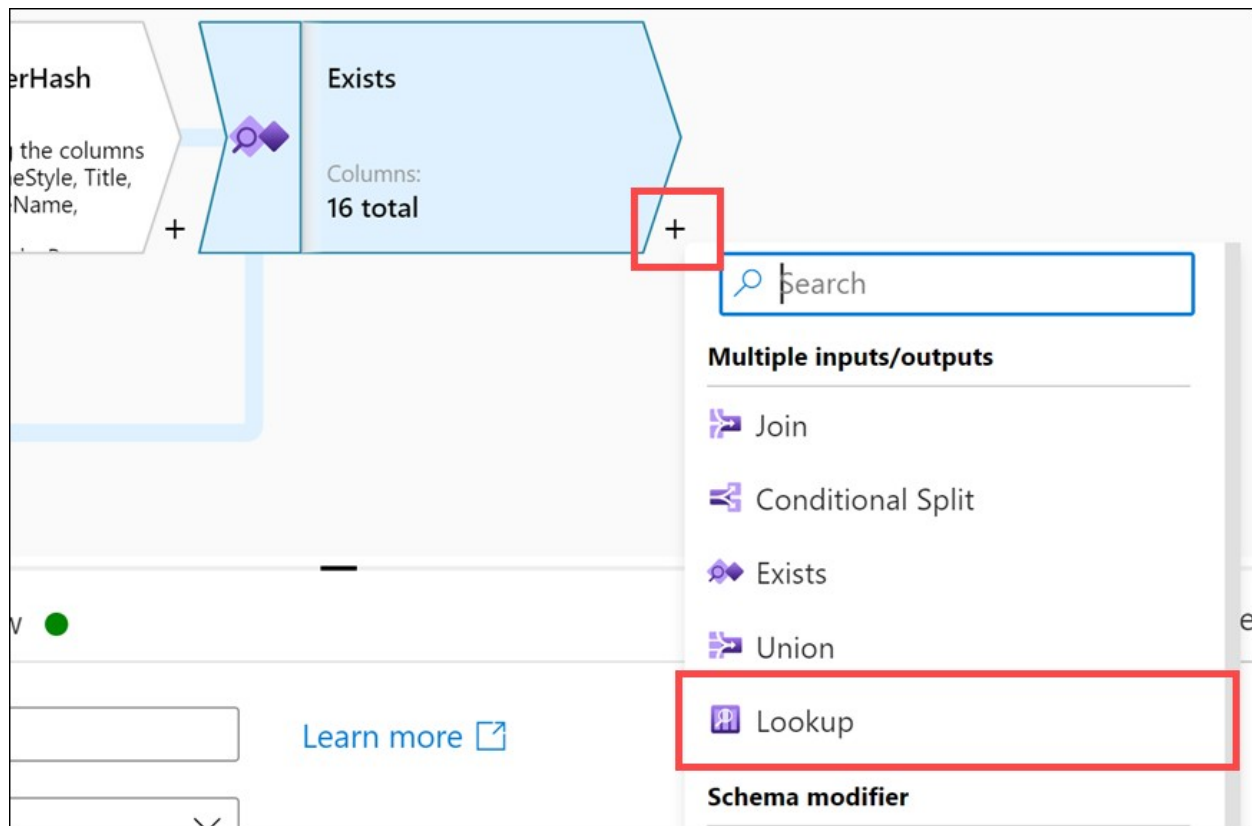 erHash
the columns
eStyle, Title,
Name,
+
Exists
Columns:
16 total
+
Search
Multiple inputs/outputs
Join
Conditional Split
Exists
Union
Lookup
Schema modifier
Learn more